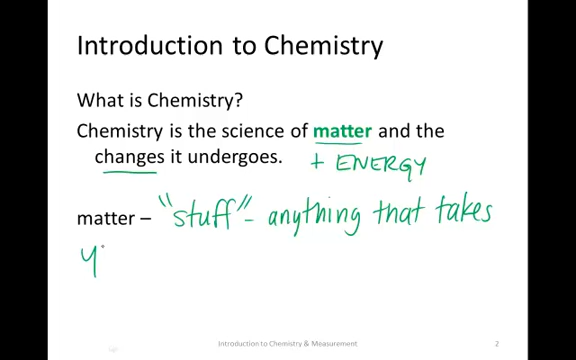 Introduction to Chemistry
What is Chemistry?
Chemistry is the science of matter and the
changes it undergoes. + ENERGY
matter – "stuff" - anything that takes
Introduction to Chemistry & Measurement
2